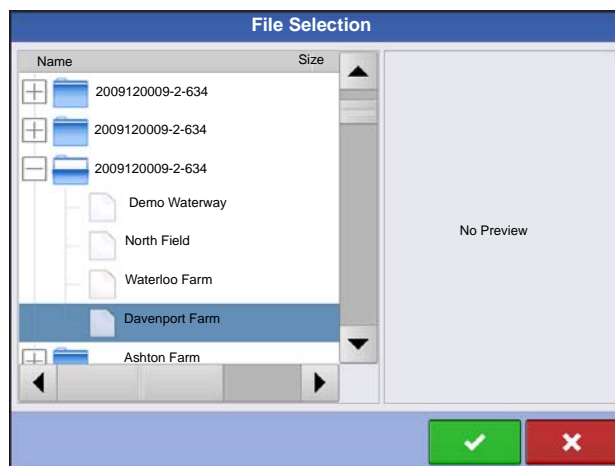 File Selection
Name Size
2009120009-2-634
2009120009-2-634
2009120009-2-634
Demo Waterway
North Field
Waterloo Farm
Davenport Farm
Ashton Farm
No Preview